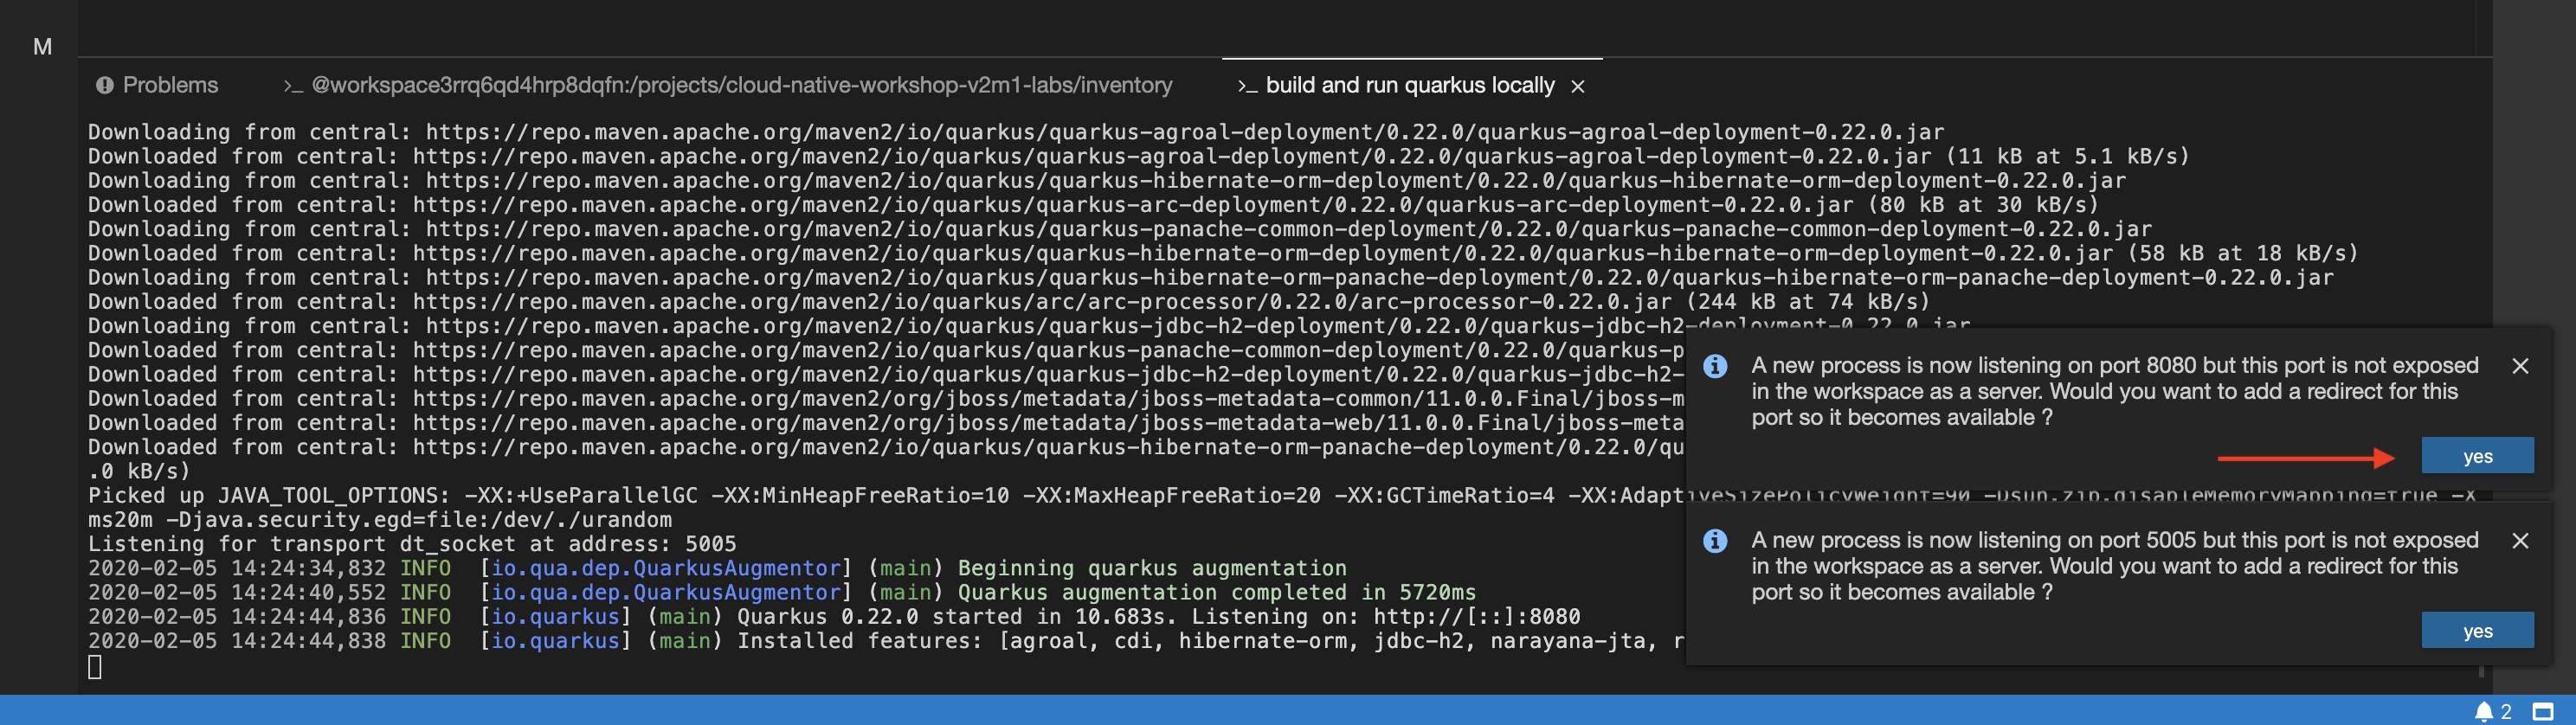 M
Problems
>_ @workspace3rrq6qd4hrp8dqfn:/projects/cloud-native-workshop-v2m1-labs/inventory
>_ build and run quarkus locally ×
Downloading from central: https://repo.maven.apache.org/maven2/io/quarkus/quarkus-agroal-deployment/0.22.0/quarkus-agroal-deployment-0.22.0.jar
Downloaded from central: https://repo.maven.apache.org/maven2/io/quarkus/quarkus-agroal-deployment/0.22.0/quarkus-agroal-deployment-0.22.0.jar (11 kB at 5.1 kB/s)
Downloading from central: https://repo.maven.apache.org/maven2/io/quarkus/quarkus-hibernate-orm-deployment/0.22.0/quarkus-hibernate-orm-deployment-0.22.0.jar
Downloaded from central: https://repo.maven.apache.org/maven2/io/quarkus/quarkus-arc-deployment/0.22.0/quarkus-arc-deployment-0.22.0.jar (80 kB at 30 kB/s)
Downloading from central: https://repo.maven.apache.org/maven2/io/quarkus/quarkus-panache-common-deployment/0.22.0/quarkus-panache-common-deployment-0.22.0.jar
Downloaded from central: https://repo.maven.apache.org/maven2/io/quarkus/quarkus-hibernate-orm-deployment/0.22.0/quarkus-hibernate-orm-deployment-0.22.0.jar (58 kB at 18 kB/s)
Downloading from central: https://repo.maven.apache.org/maven2/io/quarkus/quarkus-hibernate-orm-panache-deployment/0.22.0/quarkus-hibernate-orm-panache-deployment-0.22.0.jar
Downloaded from central: https://repo.maven.apache.org/maven2/io/quarkus/arc/arc-processor/0.22.0/arc-processor-0.22.0.jar (244 kB at 74 kB/s)
Downloading from central: https://repo.maven.apache.org/maven2/io/quarkus/quarkus-jdbc-h2-deployment/0.22.0/quarkus-jdbc-h2-deployment-0.22.0.jar
Downloaded from central: https://repo.maven.apache.org/maven2/io/quarkus/quarkus-panache-common-deployment/0.22.0/quarkus-p
Downloaded from central: https://repo.maven.apache.org/maven2/io/quarkus/quarkus-jdbc-h2-deployment/0.22.0/quarkus-jdbc-h2-
Downloaded from central: https://repo.maven.apache.org/maven2/org/jboss/metadata/jboss-metadata-common/11.0.0.Final/jboss-m
Downloaded from central: https://repo.maven.apache.org/maven2/org/jboss/metadata/jboss-metadata-web/11.0.0.Final/jboss-meta
Downloaded from central: https://repo.maven.apache.org/maven2/io/quarkus/quarkus-hibernate-orm-panache-deployment/0.22.0/qu
.0 kB/s)
Picked up JAVA_TOOL_OPTIONS: -XX:+UseParallelGC -XX:MinHeapFreeRatio=10 -XX:MaxHeapFreeRatio=20 -XX:GCTimeRatio=4 -XX:AdaptiveSizePolicyWeight=90 -Dsun.zip.disableMemoryMapping=true -X
ms20m -Djava.security.egd=file:/dev/./urandom
Listening for transport dt_socket at address: 5005
2020-02-05 14:24:34,832 INFO [io.qua.dep.QuarkusAugmentor] (main) Beginning quarkus augmentation
2020-02-05 14:24:40,552 INFO [io.qua.dep.QuarkusAugmentor] (main) Quarkus augmentation completed in 5720ms
2020-02-05 14:24:44,836 INFO [io.quarkus] (main) Quarkus 0.22.0 started in 10.683s. Listening on: http://[::]:8080
2020-02-05 14:24:44,838 INFO [io.quarkus] (main) Installed features: [agroal, cdi, hibernate-orm, jdbc-h2, narayana-jta, r
A new process is now listening on port 8080 but this port is not exposed
in the workspace as a server. Would you want to add a redirect for this
port so it becomes available ?
yes
A new process is now listening on port 5005 but this port is not exposed
in the workspace as a server. Would you want to add a redirect for this
port so it becomes available ?
yes
2